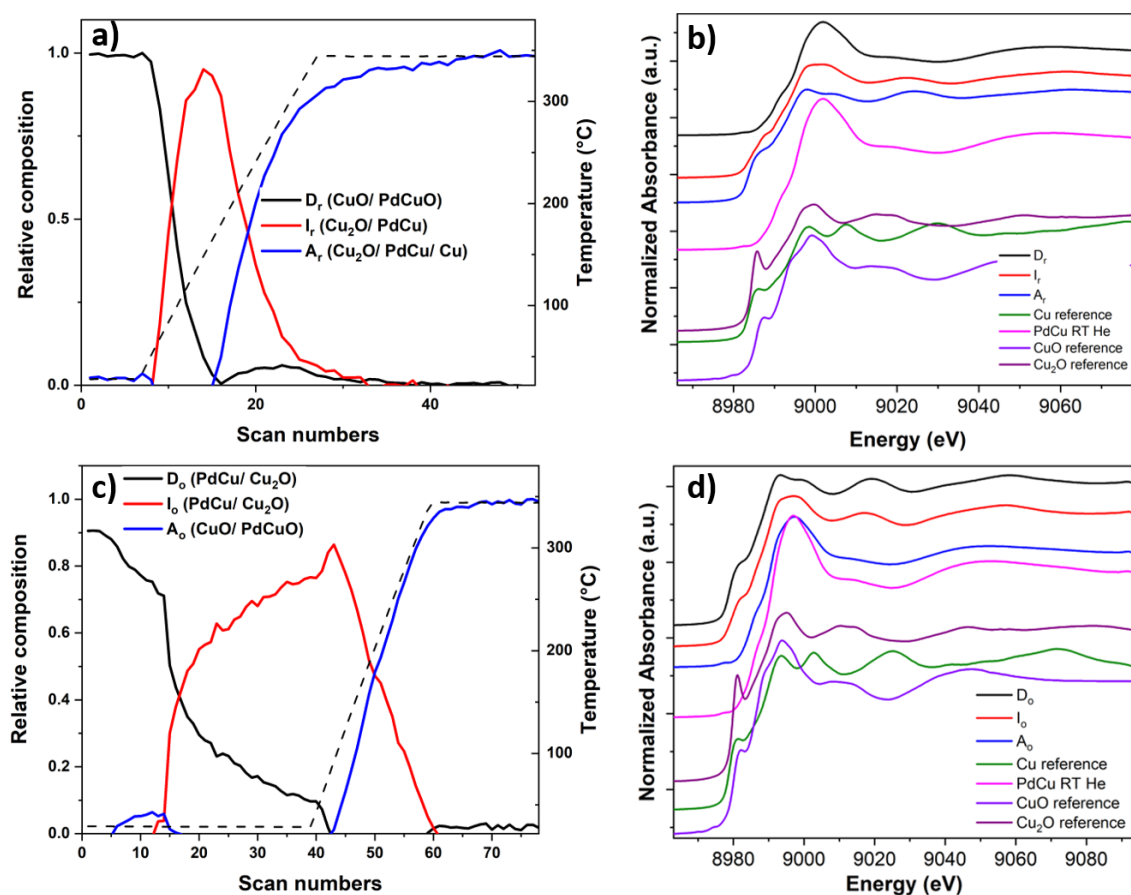 a)
1.0
0.5
0.0
Relative composition
300
200
100
Temperature (°C)
Dr (CuO/ PdCuO)
Ir (Cu2O/ PdCu)
Ar (Cu2O/ PdCu/ Cu)
1 20 40
Scan numbers
b)
Normalized Absorbance (a.u.)
Dr
Ir
Ar
Cu reference
PdCu RT He
CuO reference
Cu2O reference
8980 9000 9020 9040 9060
Energy (eV)
c)
1.0
0.8
0.6
0.4
0.2
0.0
Relative composition
300
200
100
Temperature (°C)
Do (PdCu/ Cu2O)
Io (PdCu/ Cu2O)
Ao (CuO/ PdCuO)
0 10 20 30 40 50 60 70
Scan numbers
d)
Normalized Absorbance (a.u.)
Do
Io
Ao
Cu reference
PdCu RT He
CuO reference
Cu2O reference
8980 9000 9020 9040 9060 9080
Energy (eV)